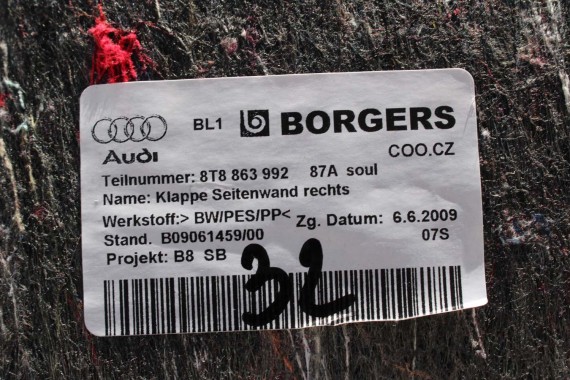 BL1 BORGERS
Audi COO.CZ
Teilnummer: 8T8 863 992 87A soul
Name: Klappe Seitenwand rechts
Werkstoff:> BW/PES/PP< Zg. Datum: 6.6.2009
Stand. B09061459/00 07S
Projekt: B8 SB
32